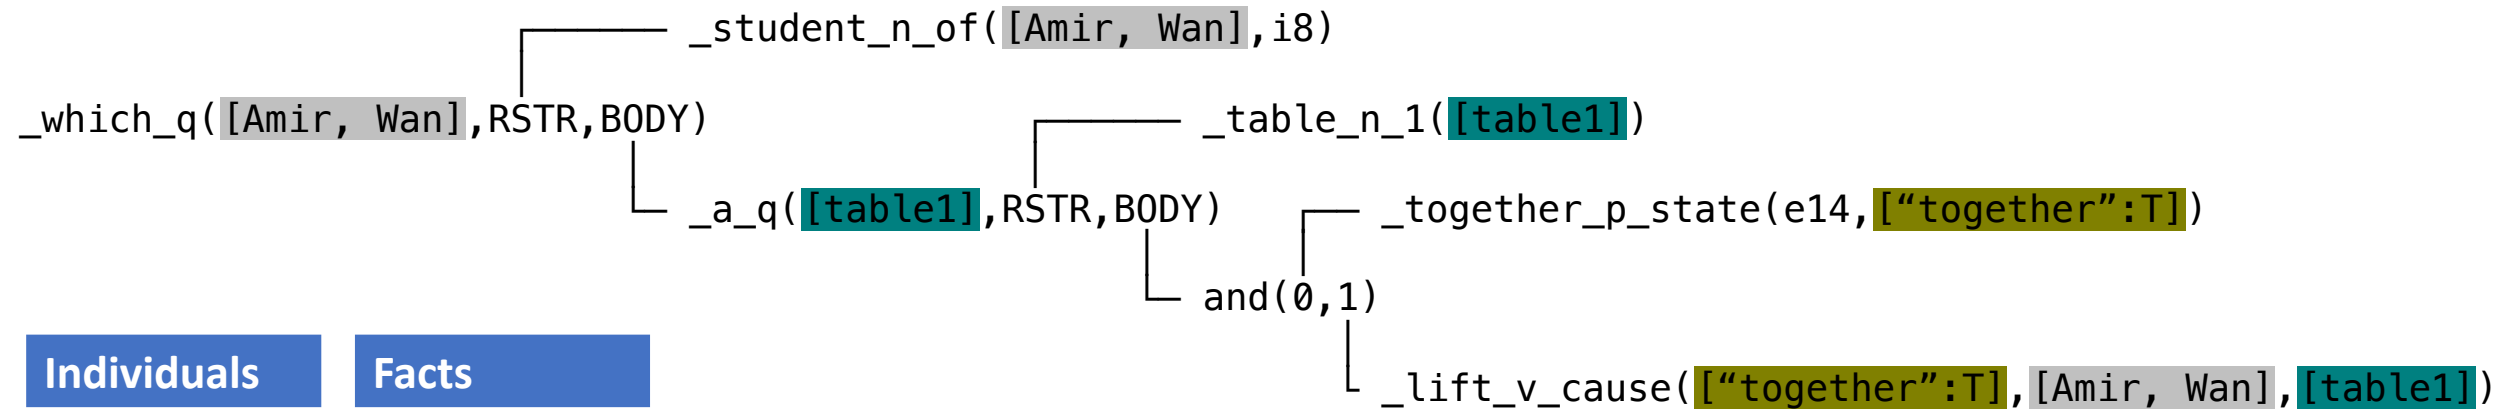 _student_n_of([Amir, Wan],i8)
_which_q([Amir, Wan],RSTR,BODY)
_table_n_1([table1])
_a_q([table1],RSTR,BODY)
_together_p_state(e14,[“together”:T])
and(0,1)
Individuals
Facts
_lift_v_cause([“together”:T],[Amir, Wan],[table1])